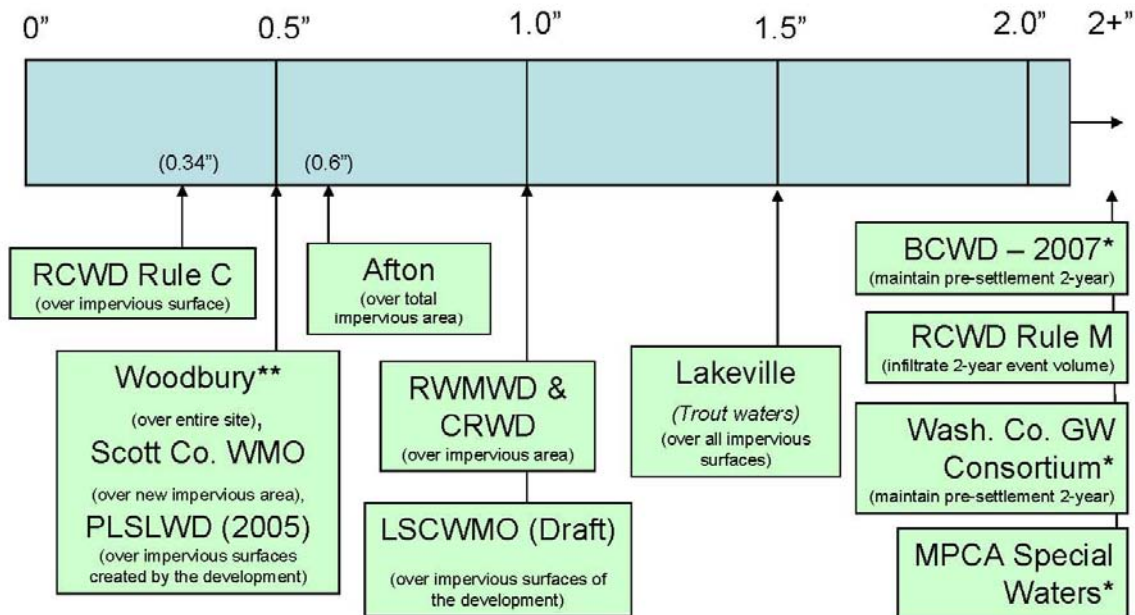 0” 0.5” 1.0” 1.5” 2.0” 2+”
(0.34”) (0.6”)
RCWD Rule C
(over impervious surface)
Afton
(over total
impervious area)
Woodbury**
(over entire site),
Scott Co. WMO
(over new impervious area),
PLSLWD (2005)
(over impervious surfaces
created by the development)
RWMWD &
CRWD
(over impervious area)
LSCWMO (Draft)
(over impervious surfaces of
the development)
Lakeville
(Trout waters)
(over all impervious
surfaces)
BCWD – 2007*
(maintain pre-settlement 2-year)
RCWD Rule M
(infiltrate 2-year event volume)
Wash. Co. GW
Consortium*
(maintain pre-settlement 2-year)
MPCA Special
Waters*